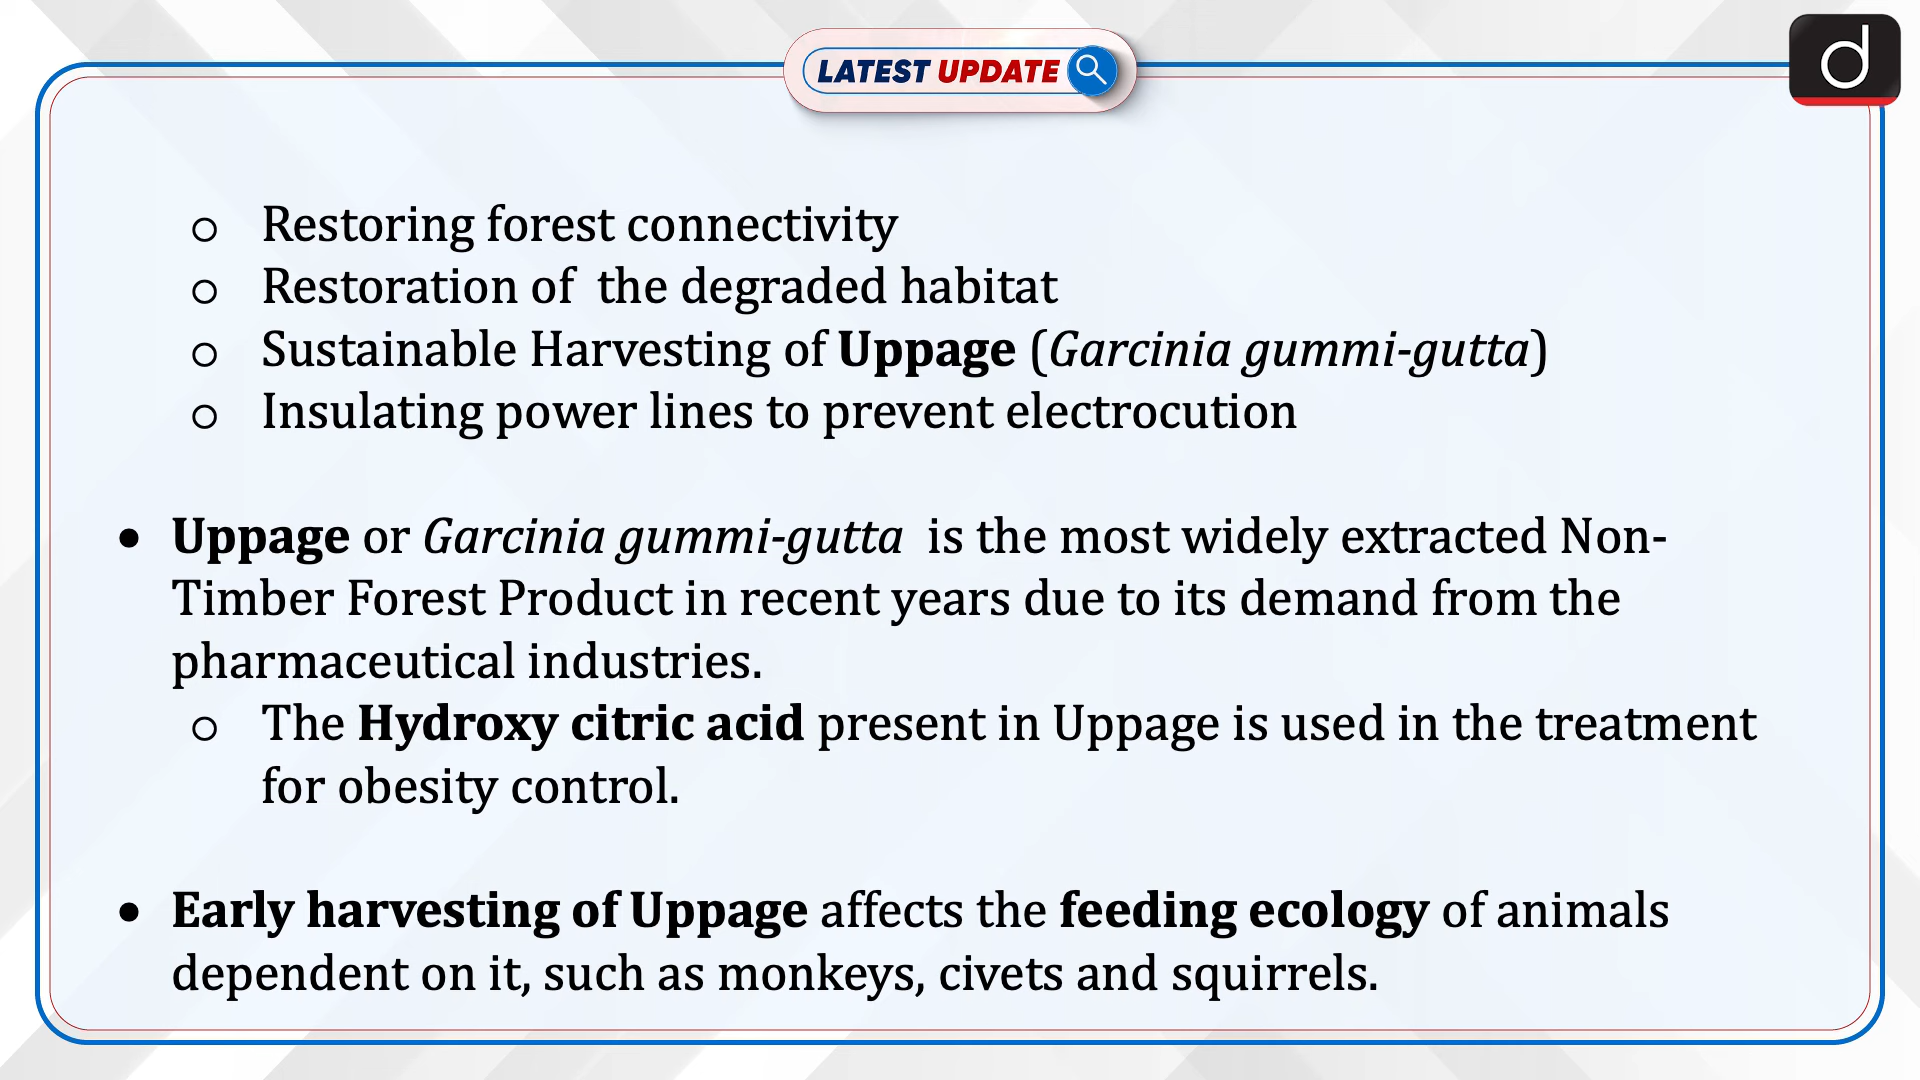 LATEST UPDATE
d
○ Restoring forest connectivity
○ Restoration of  the degraded habitat
○ Sustainable Harvesting of Uppage (Garcinia gummi-gutta)
○ Insulating power lines to prevent electrocution
● Uppage or Garcinia gummi-gutta  is the most widely extracted Non-
Timber Forest Product in recent years due to its demand from the
pharmaceutical industries.
○ The Hydroxy citric acid present in Uppage is used in the treatment
for obesity control.
● Early harvesting of Uppage affects the feeding ecology of animals
dependent on it, such as monkeys, civets and squirrels.